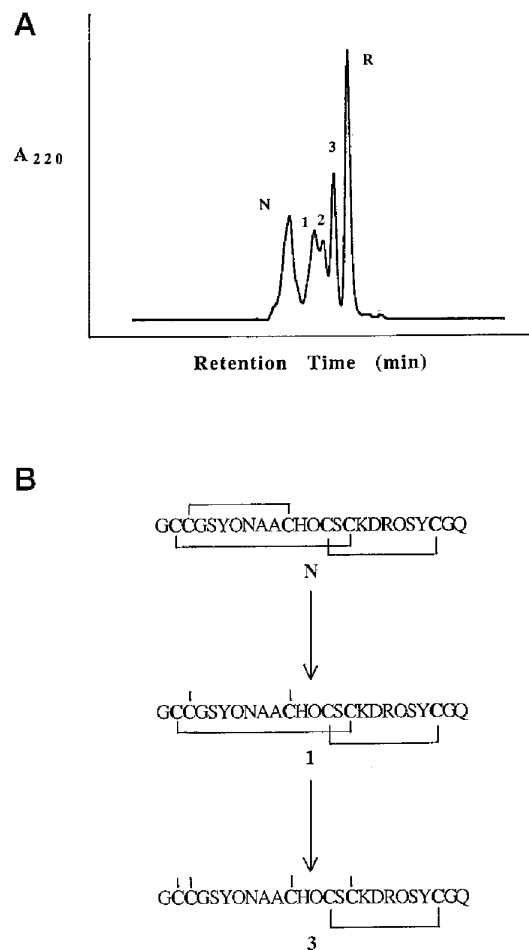 A
R
3
A 220
N
1 2
Retention Time (min)
B
GCCGSYONAACHOCSCKDROSYCGQ
N
GCCGSYONAACHOCSCKDROSYCGQ
1
GCCGSYONAACHOCSCKDROSYCGQ
3